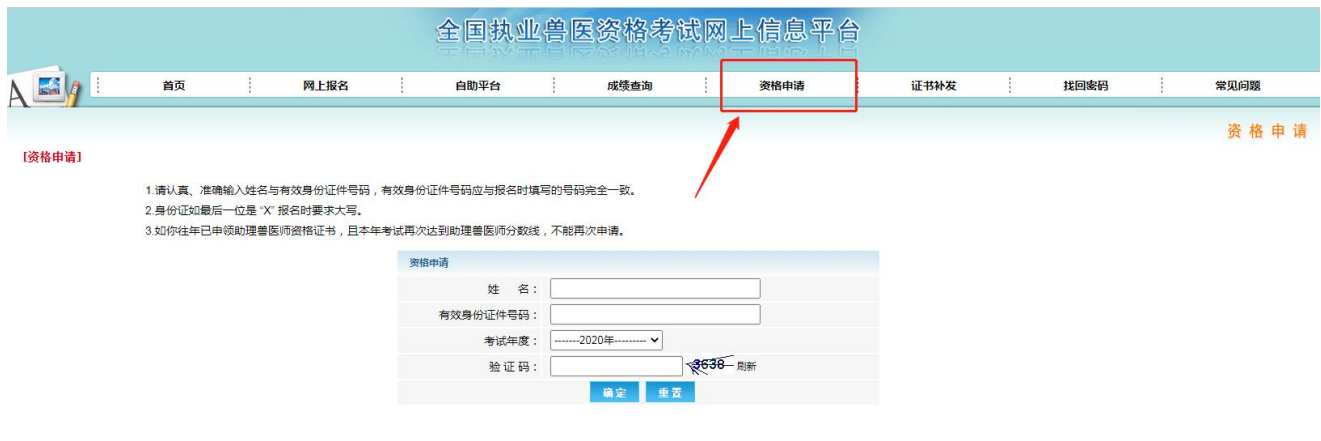 全国执业兽医资格考试网上信息平台
首页 网上报名 自助平台 成绩查询 资格申请 证书补发 找回密码 常见问题
资格申请
[资格申请]
1.请认真、准确输入姓名与有效身份证件号码，有效身份证件号码应与报名时填写的号码完全一致。
2.身份证如最后一位是 “X” 报名时要求大写。
3.如你往年已申领助理兽医师资格证书，且本年考试再次达到助理兽医师分数线，不能再次申请。
资格申请
姓 名：
有效身份证件号码：
考试年度： -------2020年---------
验 证 码： 3638 刷新
确定 重置